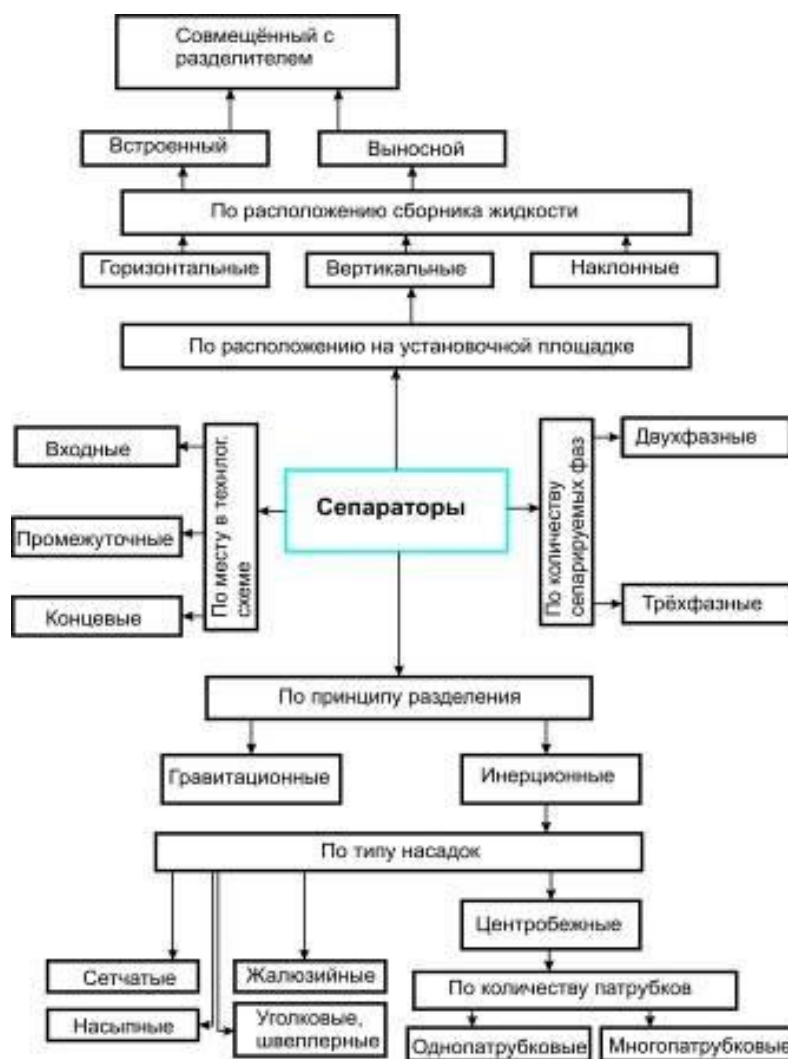 Совмещённый с
разделителем
Встроенный
Выносной
По расположению сборника жидкости
Горизонтальные
Вертикальные
Наклонные
По расположению на установочной площадке
Входные
Промежуточные
Концевые
По месту в технлог.
схеме
Сепараторы
По количеству
сепарируемых фаз
Двухфазные
Трёхфазные
По принципу разделения
Гравитационные
Инерционные
По типу насадок
Центробежные
Сетчатые
Жалюзийные
По количеству патрубков
Насыпные
Уголковые,
швеллерные
Однопатрубковые
Многопатрубковые